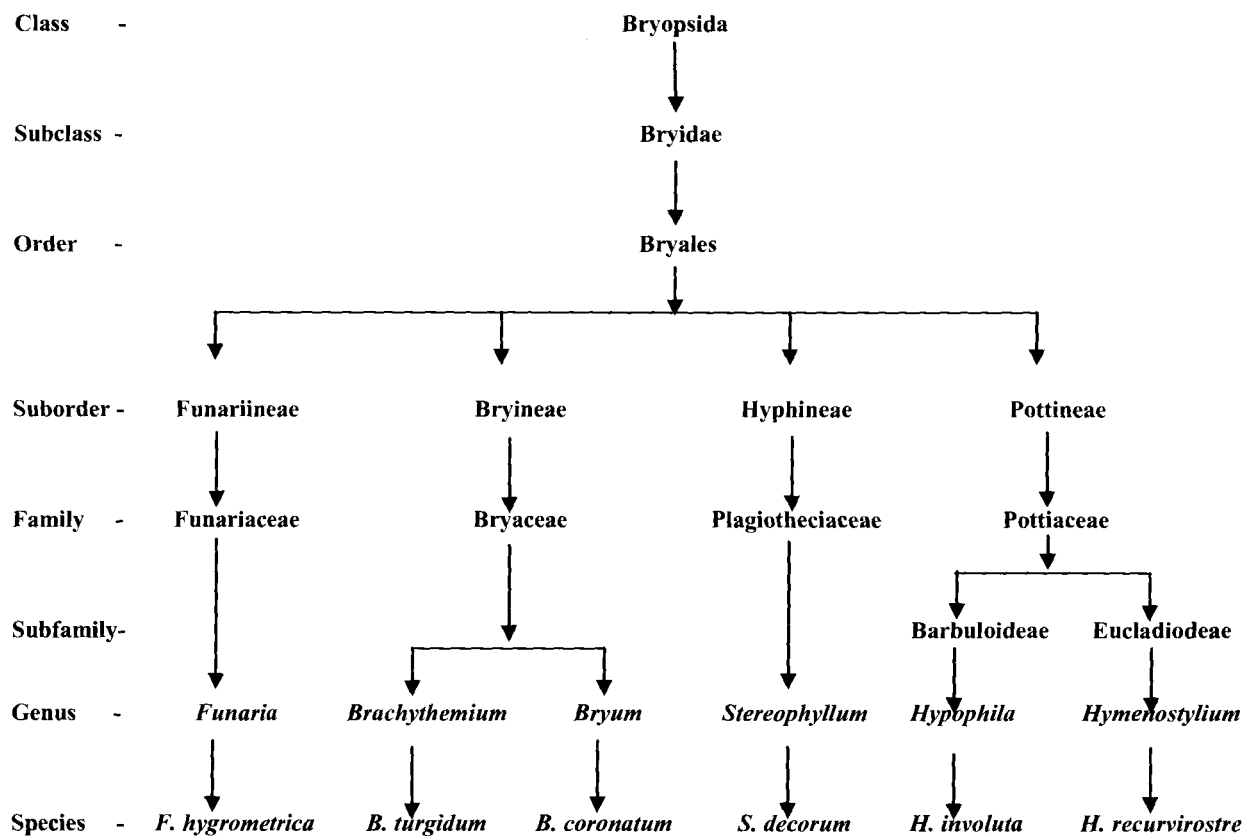 Class - Bryopsida
Subclass - Bryidae
Order - Bryales
Suborder - Funariineae Bryineae Hyphineae Pottineae
Family - Funariaceae Bryaceae Plagiotheciaceae Pottiaceae
Subfamily- Barbuloideae Eucladiodeae
Genus - Funaria Brachythemium Bryum Stereophyllum Hypophila Hymenostylium
Species - F. hygrometrica B. turgidum B. coronatum S. decorum H. involuta H. recurvirostre